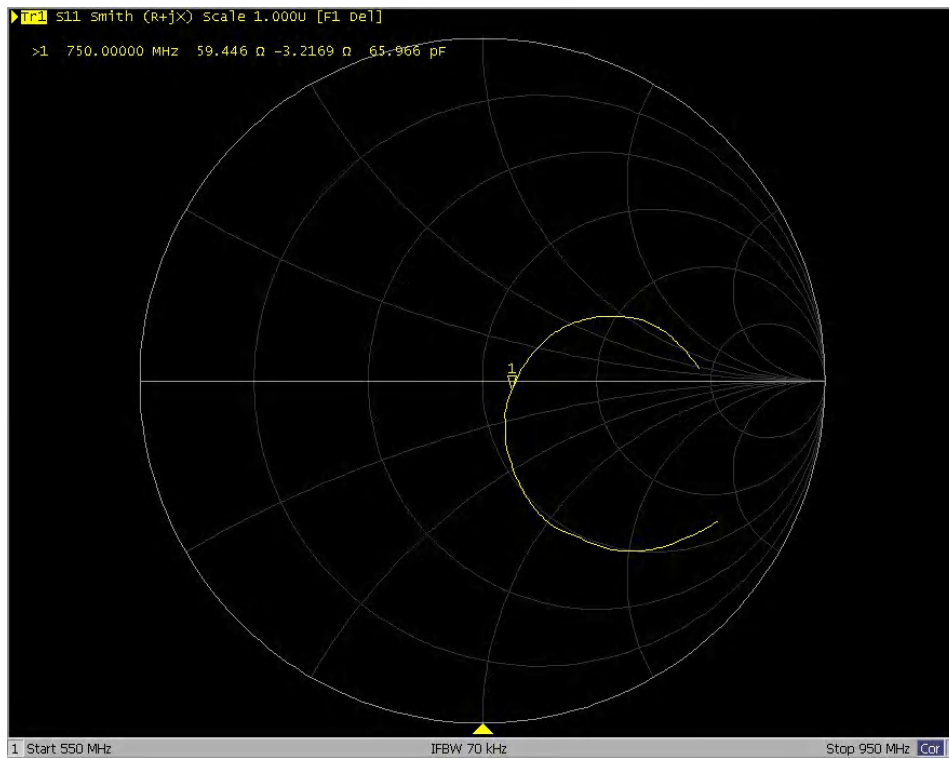 Tr1 S11 Smith (R+jX) Scale 1.000U [F1 Del]
>1 750.00000 MHz 59.446 Ω -3.2169 Ω 65.966 pF
1
1 Start 550 MHz IFBW 70 kHz Stop 950 MHz Cor